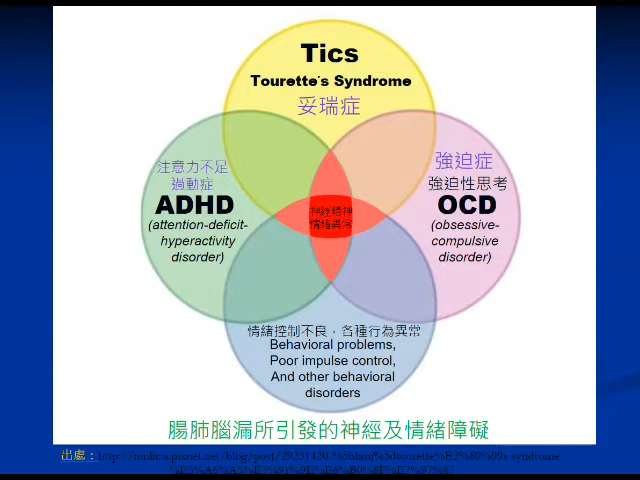 Tics
Tourette's Syndrome
妥瑞症
注意力不足
過動症
ADHD
(attention-deficit-
hyperactivity
disorder)
強迫症
強迫性思考
OCD
(obsessive-
compulsive
disorder)
神經精神
情緒異常
情緒控制不良，各種行為異常
Behavioral problems,
Poor impulse control,
And other behavioral
disorders
腸肺腦漏所引發的神經及情緒障礙
出處：